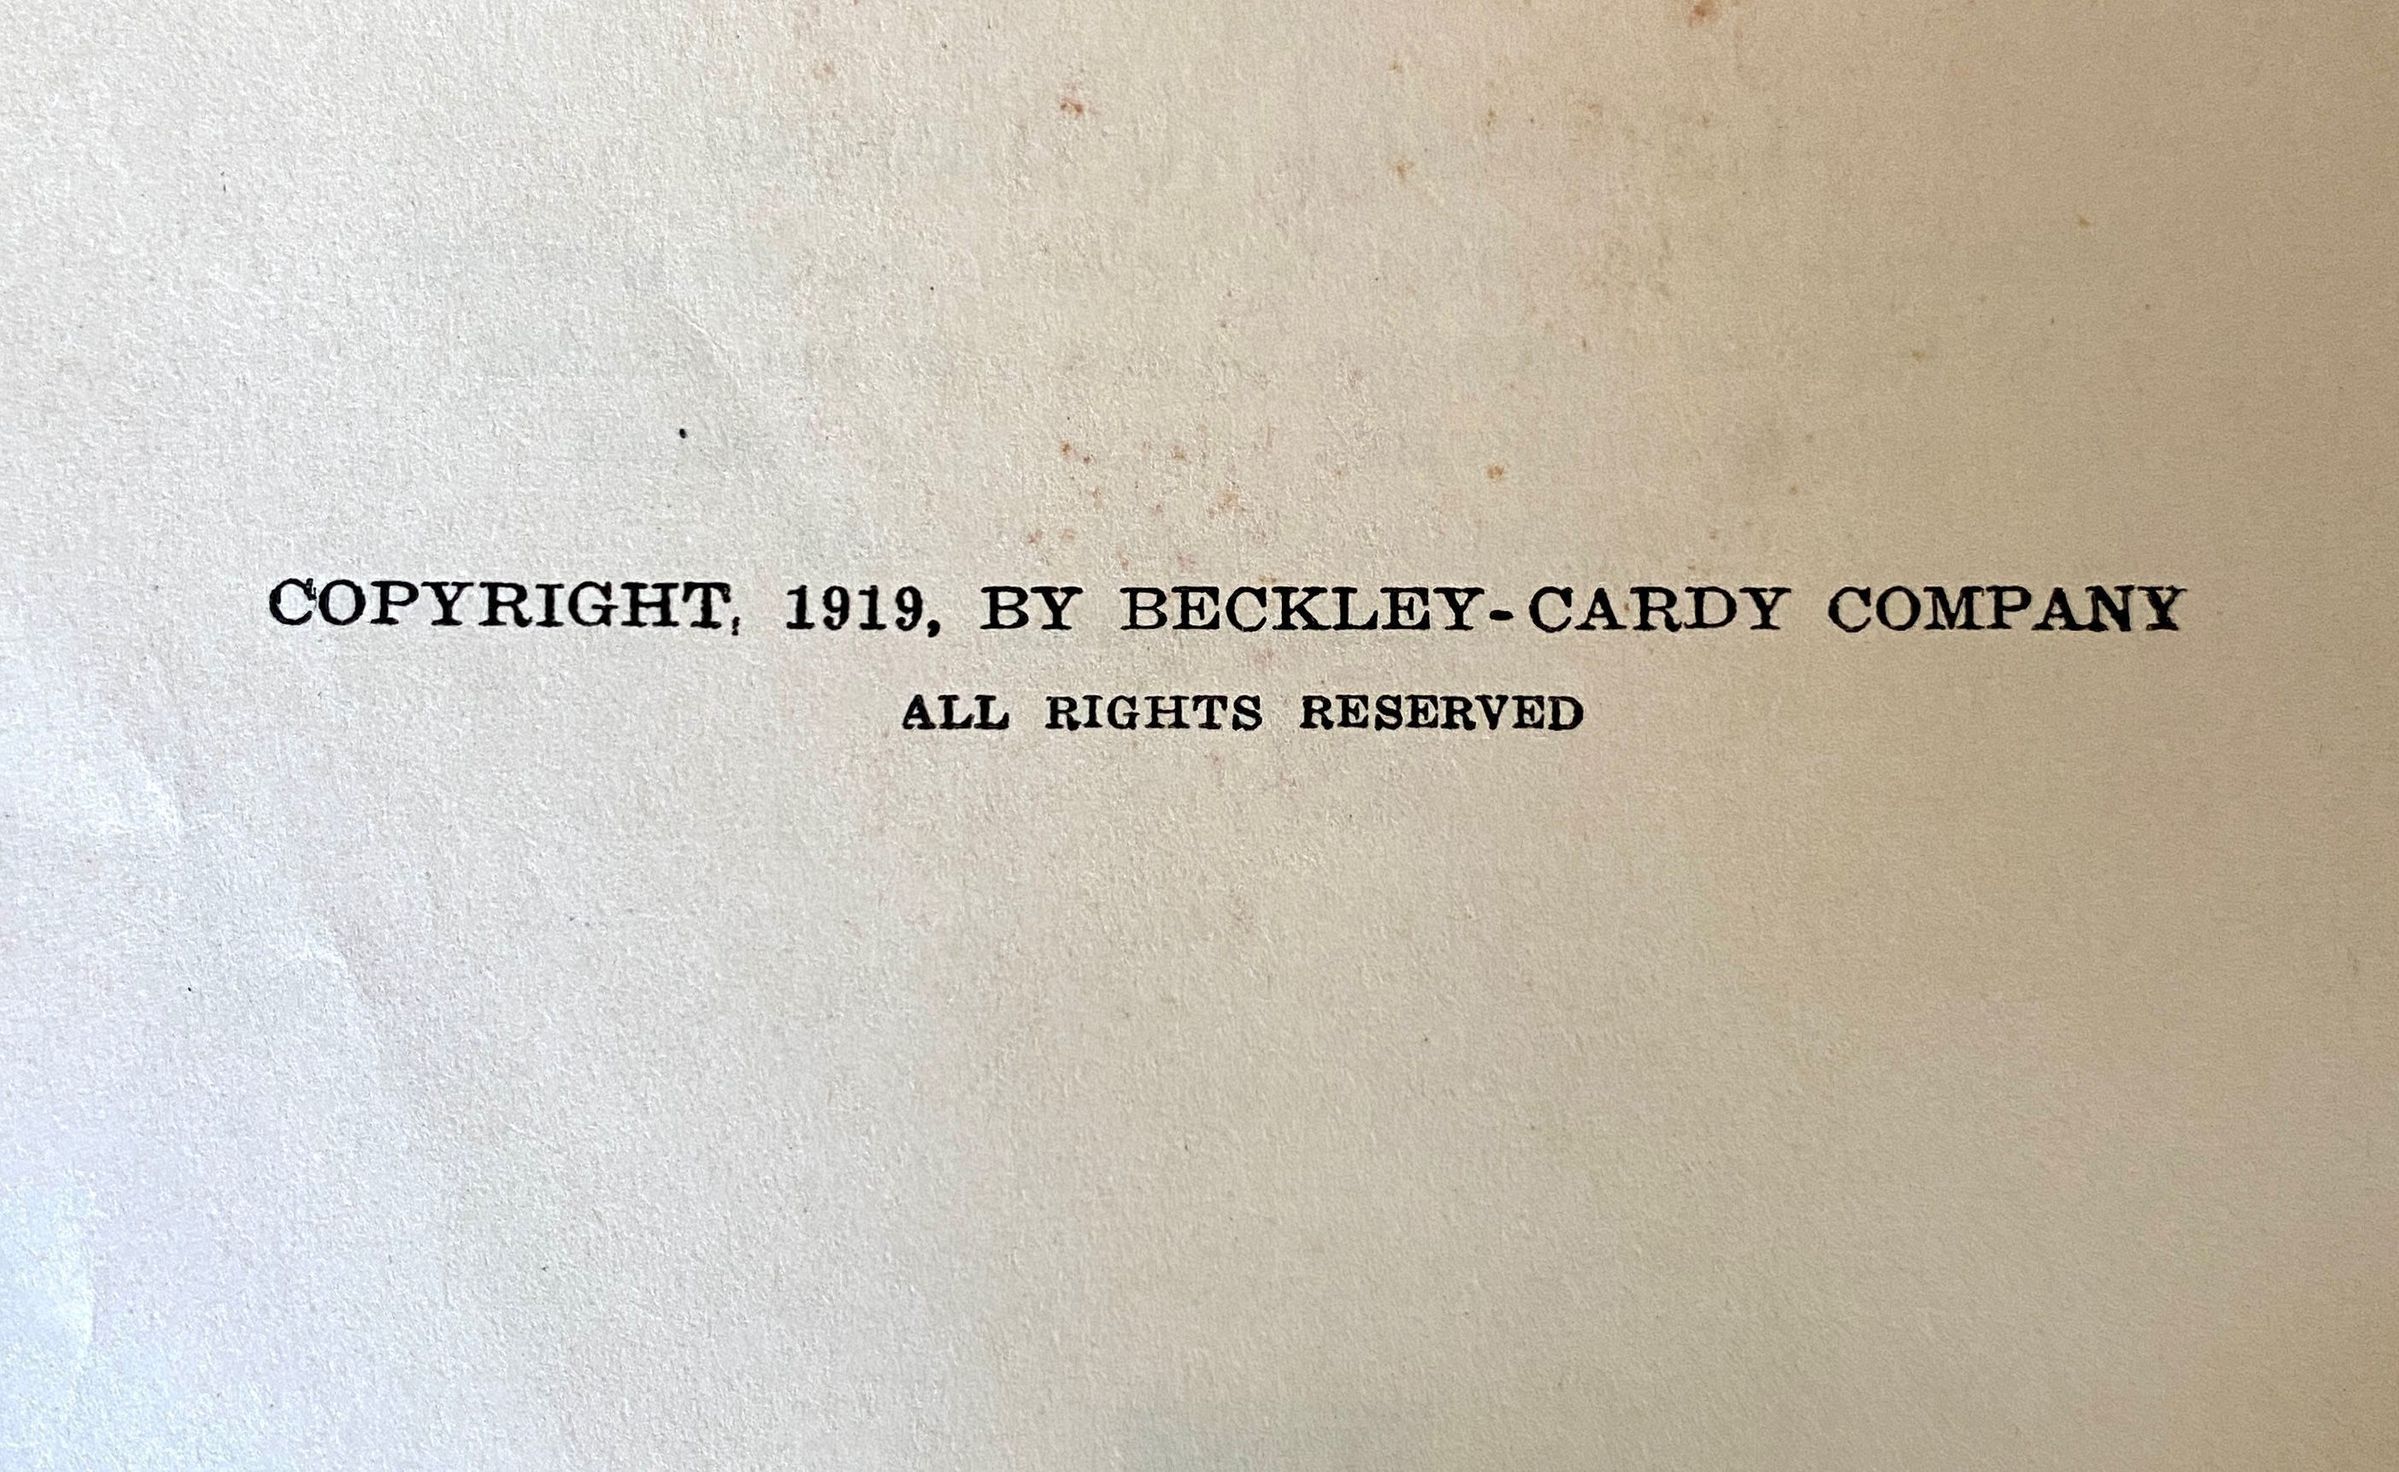 COPYRIGHT, 1919, BY BECKLEY-CARDY COMPANY
ALL RIGHTS RESERVED